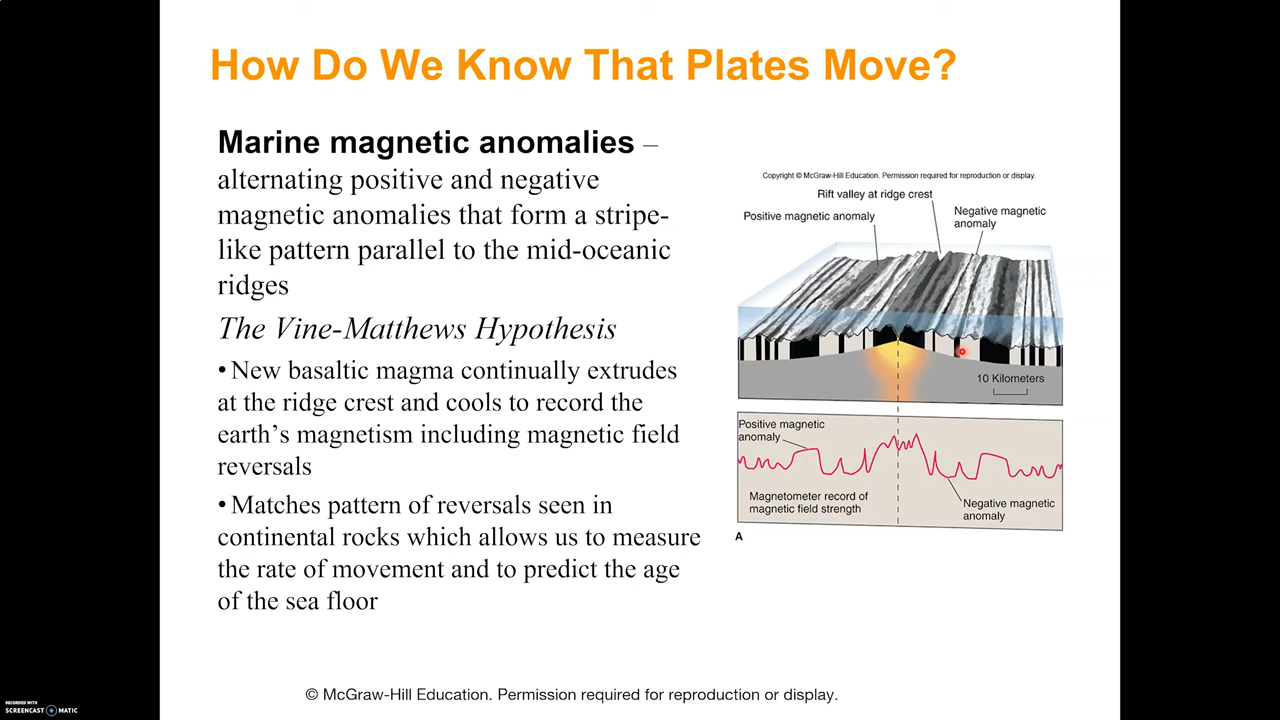 How Do We Know That Plates Move?
Marine magnetic anomalies –
alternating positive and negative
magnetic anomalies that form a stripe-
like pattern parallel to the mid-oceanic
ridges
The Vine-Matthews Hypothesis
• New basaltic magma continually extrudes
at the ridge crest and cools to record the
earth's magnetism including magnetic field
reversals
• Matches pattern of reversals seen in
continental rocks which allows us to measure
the rate of movement and to predict the age
of the sea floor
Copyright © McGraw-Hill Education. Permission required for reproduction or display.
Rift valley at ridge crest
Positive magnetic anomaly
Negative magnetic
anomaly
10 Kilometers
Positive magnetic
anomaly
Magnetometer record of
magnetic field strength
Negative magnetic
anomaly
A
© McGraw-Hill Education. Permission required for reproduction or display.
RECORDED WITH
SCREENCAST MATIC